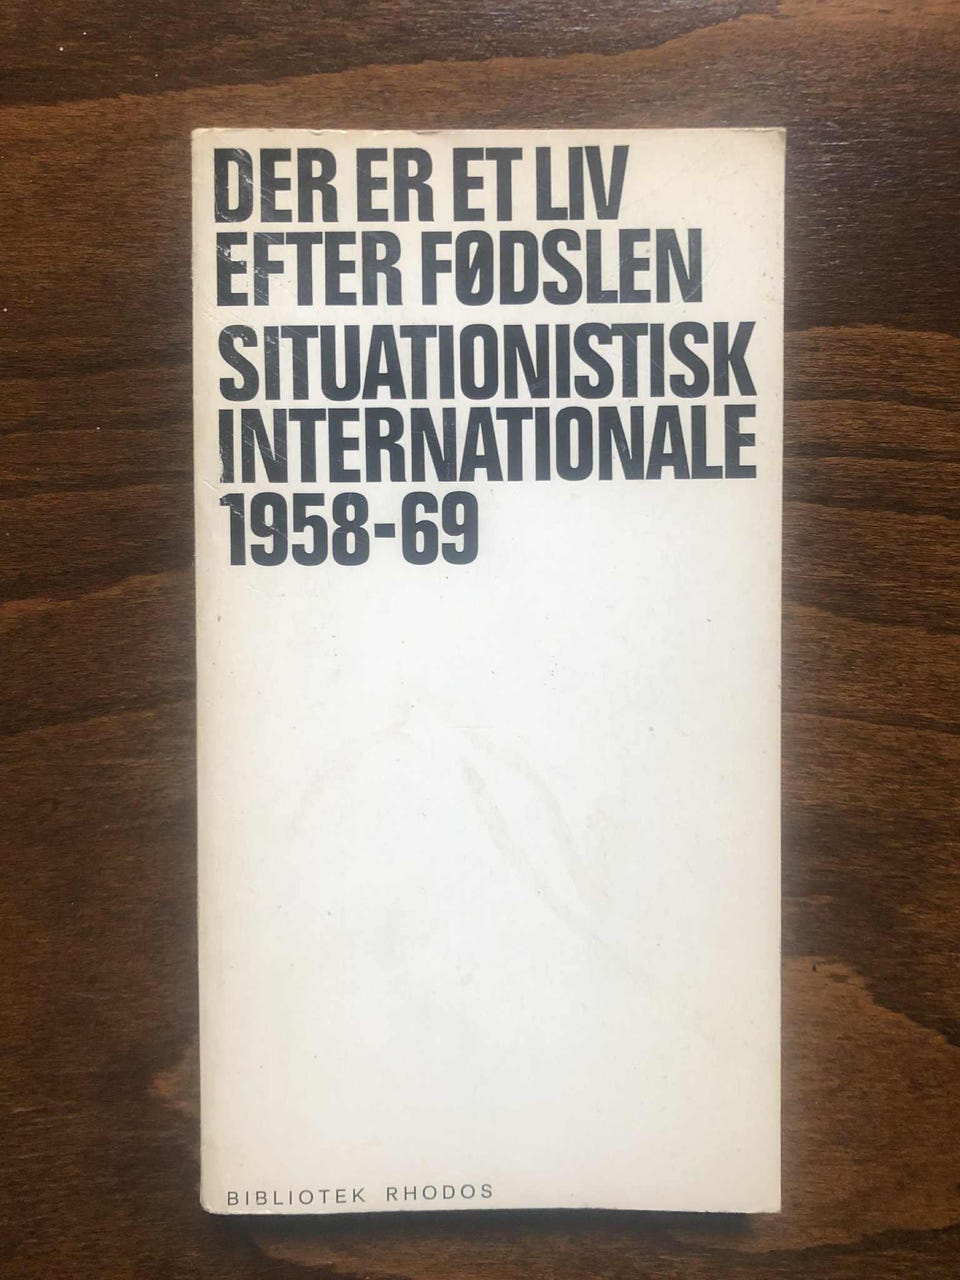 DER ER ET LIV
EFTER FØDSLEN
SITUATIONISTISK
INTERNATIONALE
1958-69
BIBLIOTEK RHODOS